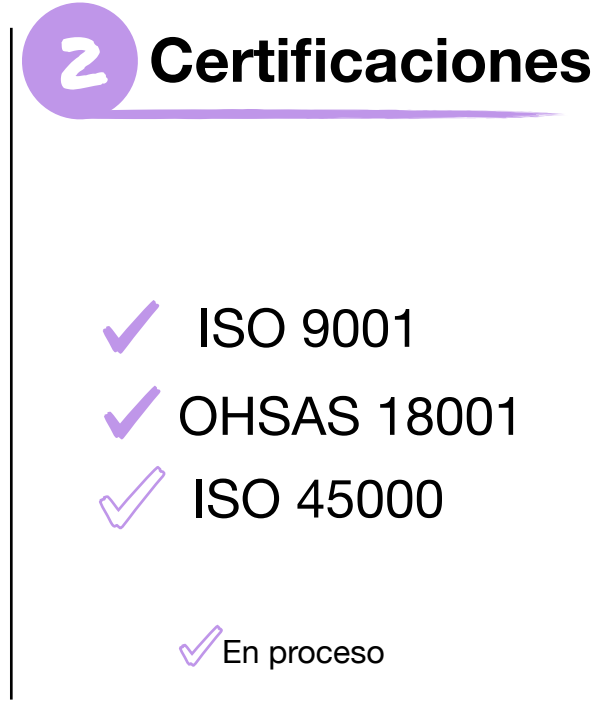 2 Certificaciones
ISO 9001
OHSAS 18001
ISO 45000
En proceso